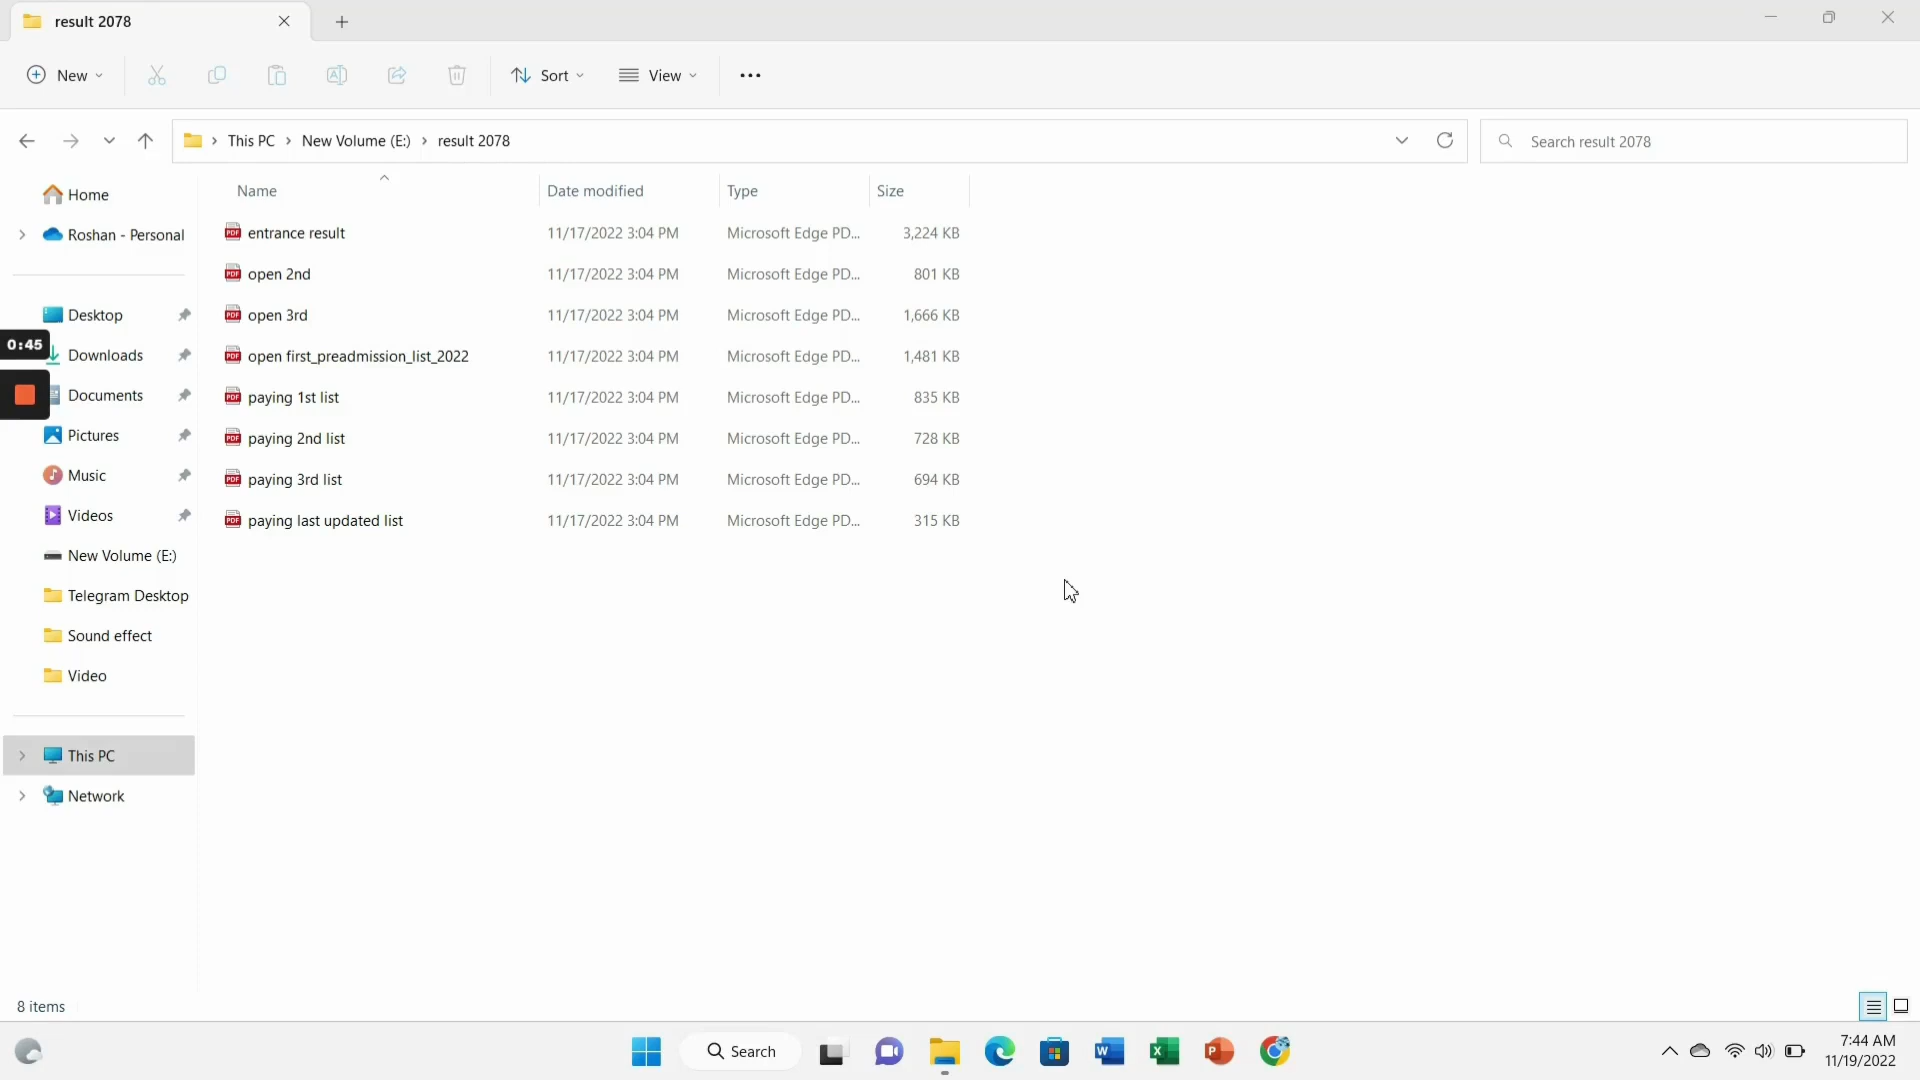 result 2078
New
Sort
View
This PC
New Volume (E:)
result 2078
Search result 2078
Home
Roshan - Personal
Desktop
0:45
Downloads
Documents
Pictures
Music
Videos
New Volume (E:)
Telegram Desktop
Sound effect
Video
This PC
Network
Name Date modified Type Size
entrance result 11/17/2022 3:04 PM Microsoft Edge PD... 3,224 KB
open 2nd 11/17/2022 3:04 PM Microsoft Edge PD... 801 KB
open 3rd 11/17/2022 3:04 PM Microsoft Edge PD... 1,666 KB
open first_preadmission_list_2022 11/17/2022 3:04 PM Microsoft Edge PD... 1,481 KB
paying 1st list 11/17/2022 3:04 PM Microsoft Edge PD... 835 KB
paying 2nd list 11/17/2022 3:04 PM Microsoft Edge PD... 728 KB
paying 3rd list 11/17/2022 3:04 PM Microsoft Edge PD... 694 KB
paying last updated list 11/17/2022 3:04 PM Microsoft Edge PD... 315 KB
8 items
Search
7:44 AM
11/19/2022